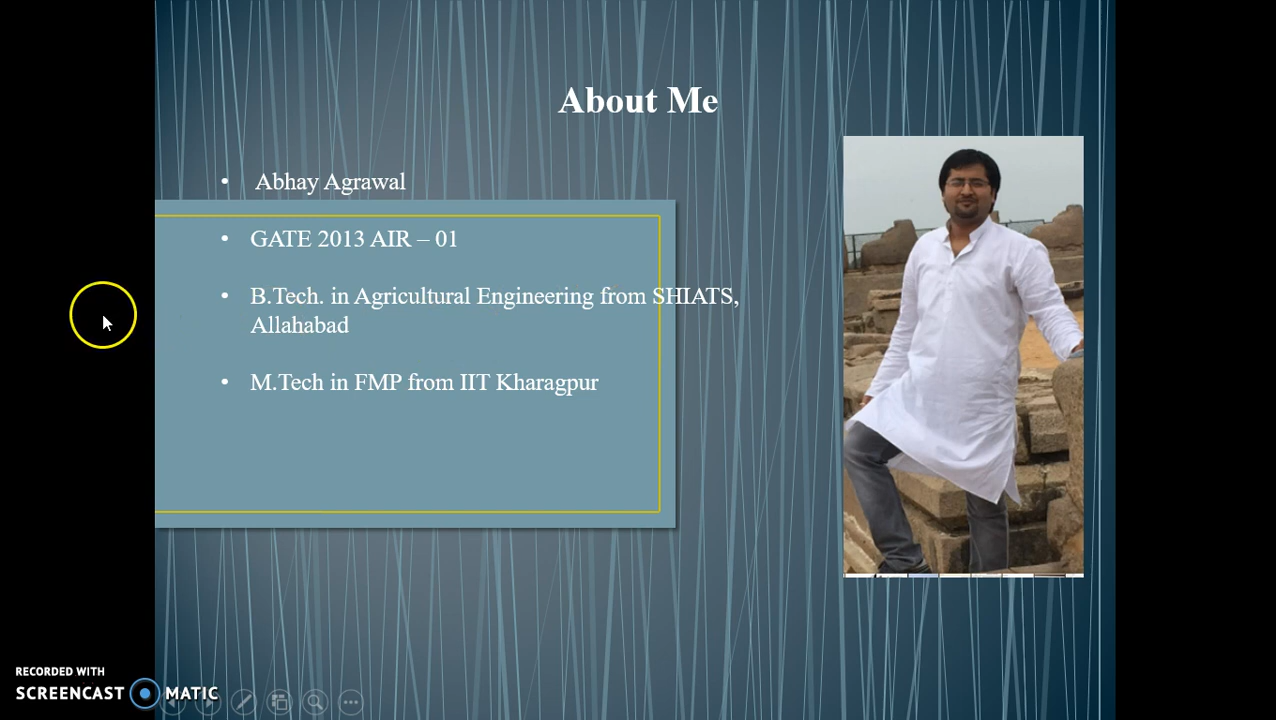 About Me
• Abhay Agrawal
• GATE 2013 AIR – 01
• B.Tech. in Agricultural Engineering from SHIATS,
Allahabad
• M.Tech in FMP from IIT Kharagpur
RECORDED WITH
SCREENCAST MATIC